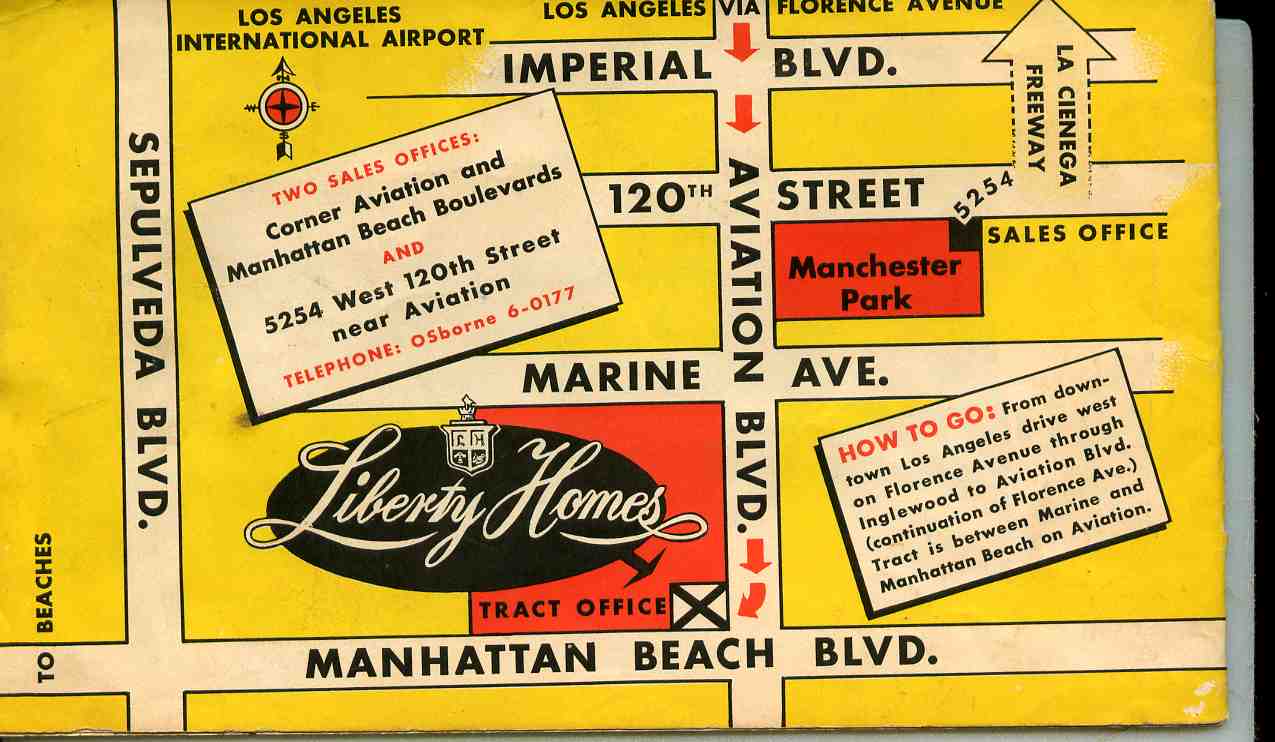 LOS ANGELES
INTERNATIONAL AIRPORT
LOS ANGELES VIA FLORENCE AVENUE
IMPERIAL BLVD.
LA CIENEGA
FREEWAY
SEPULVEDA BLVD.
TWO SALES OFFICES:
Corner Aviation and
Manhattan Beach Boulevards
AND
5254 West 120th Street
near Aviation
TELEPHONE: OSborne 6-0177
120TH STREET
AVIATION BLVD.
5254
SALES OFFICE
Manchester
Park
MARINE AVE.
L H
Liberty Homes
TRACT OFFICE
HOW TO GO: From down-
town Los Angeles drive west
on Florence Avenue through
Inglewood to Aviation Blvd.
(continuation of Florence Ave.)
Tract is between Marine and
Manhattan Beach on Aviation.
TO BEACHES
MANHATTAN BEACH BLVD.